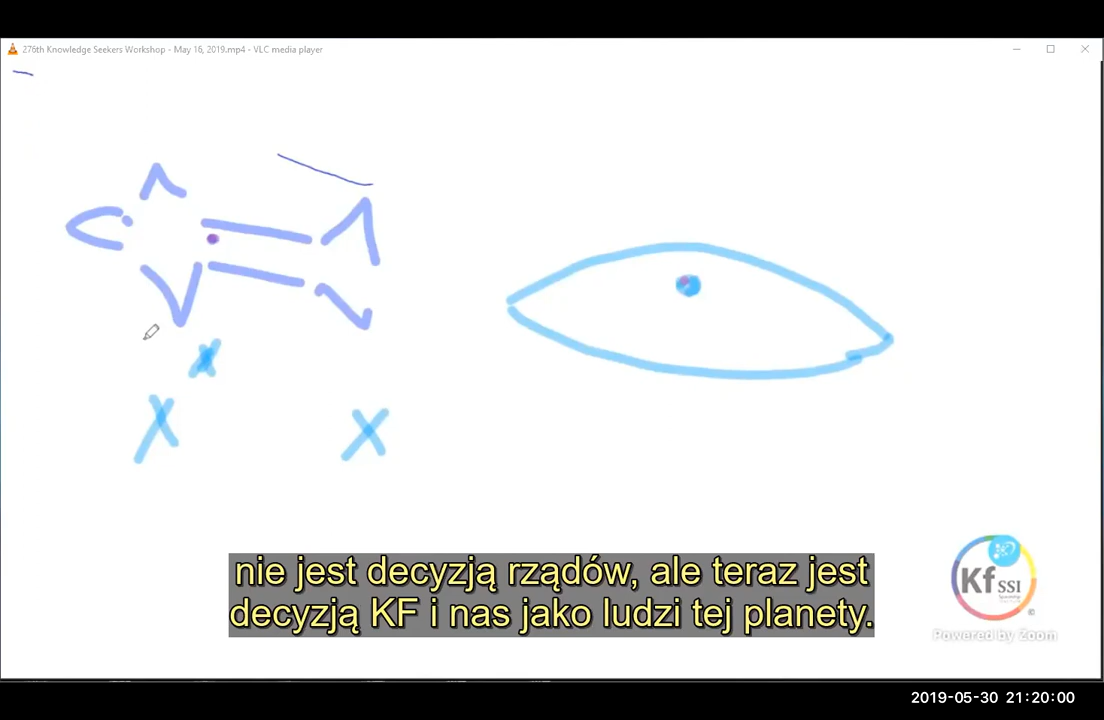 276th Knowledge Seekers Workshop - May 16, 2019.mp4 - VLC media player
X
X
X
nie jest decyzją rządów, ale teraz jest
decyzją KF i nas jako ludzi tej planety.
Kf SSI
Powered by Zoom
2019-05-30 21:20:00